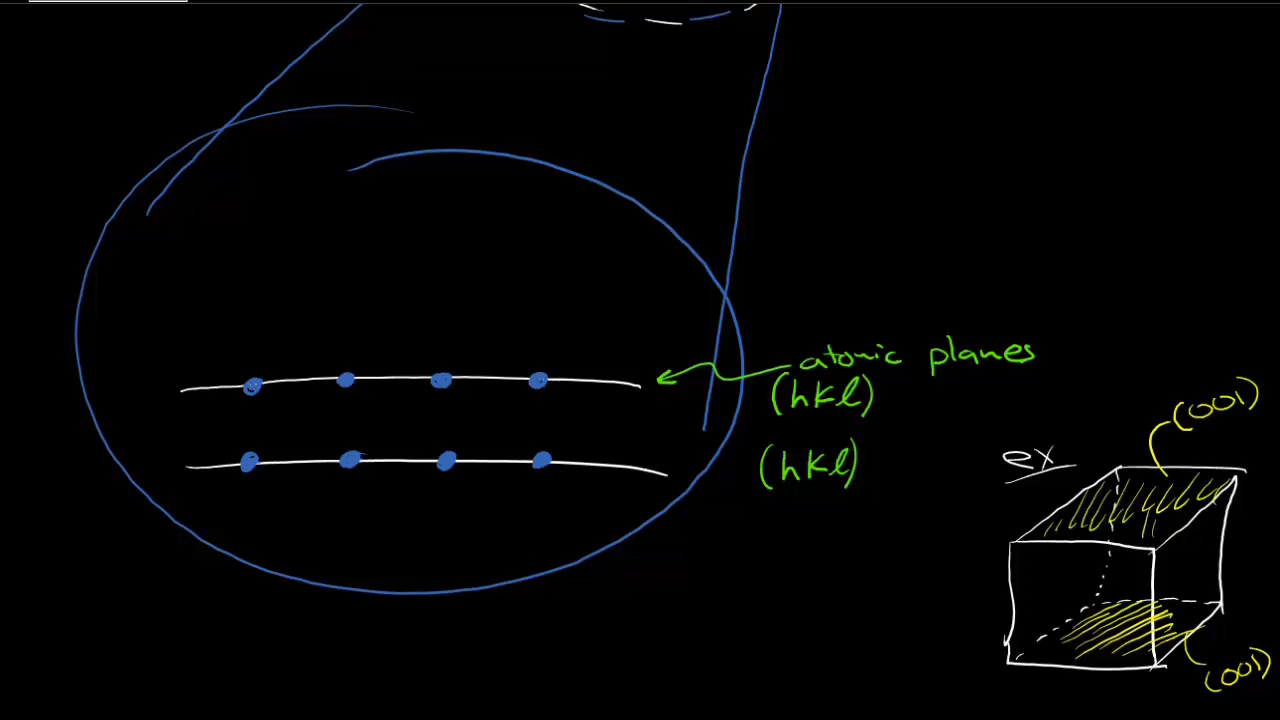 atomic planes
(hkl)
(hkl)
(001)
ex
(001)